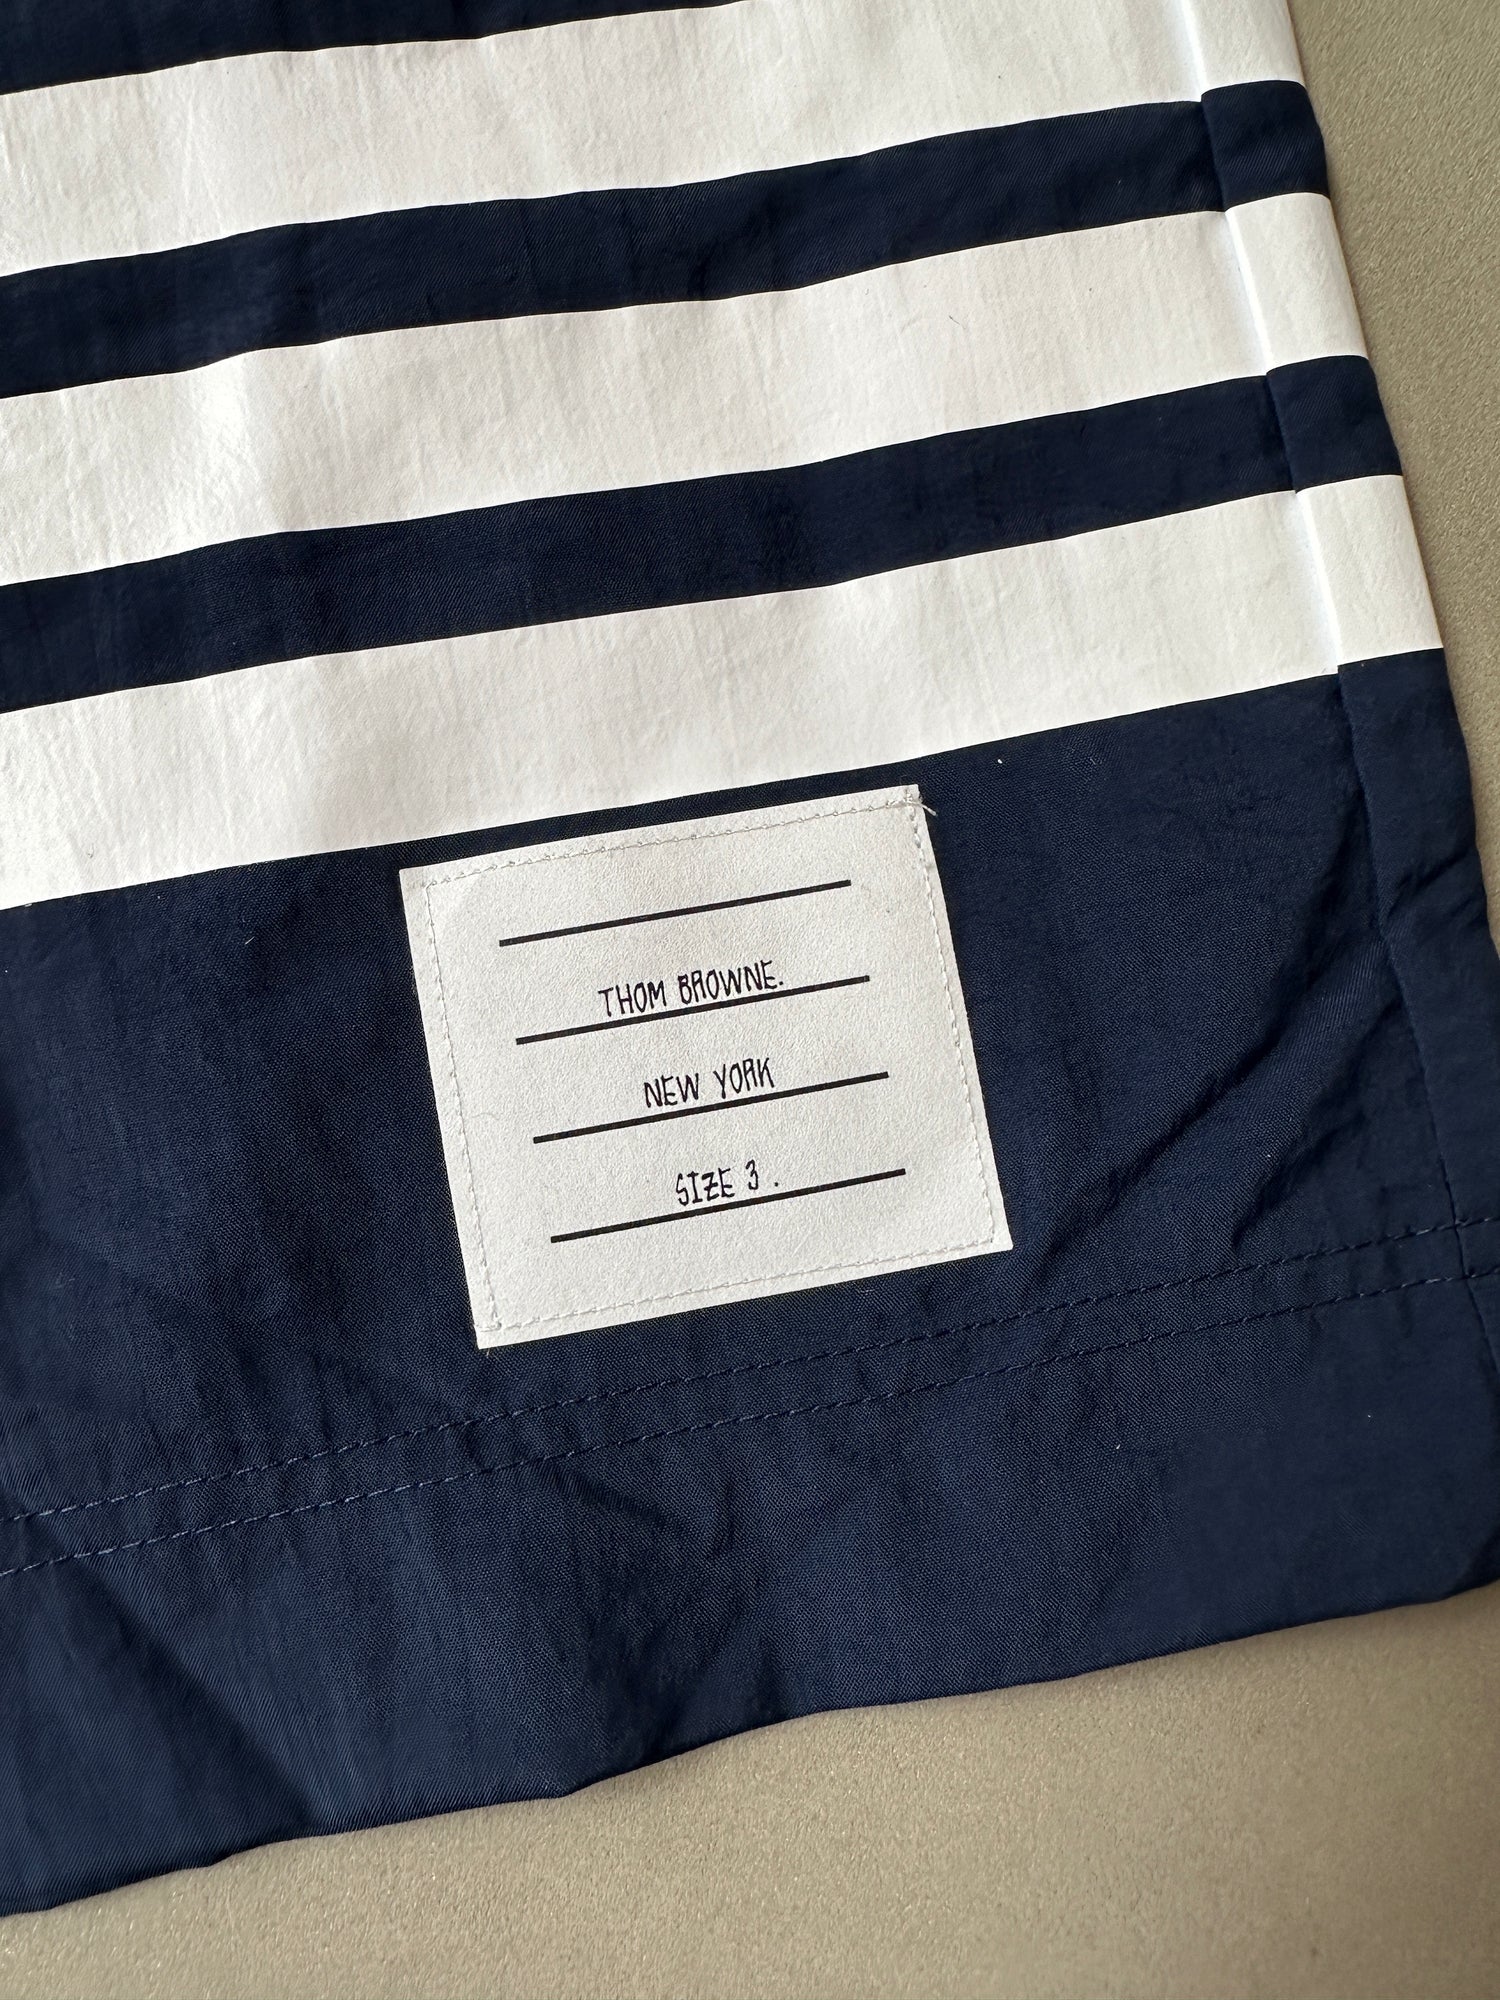 THOM BROWNE.
NEW YORK
SIZE 3 .